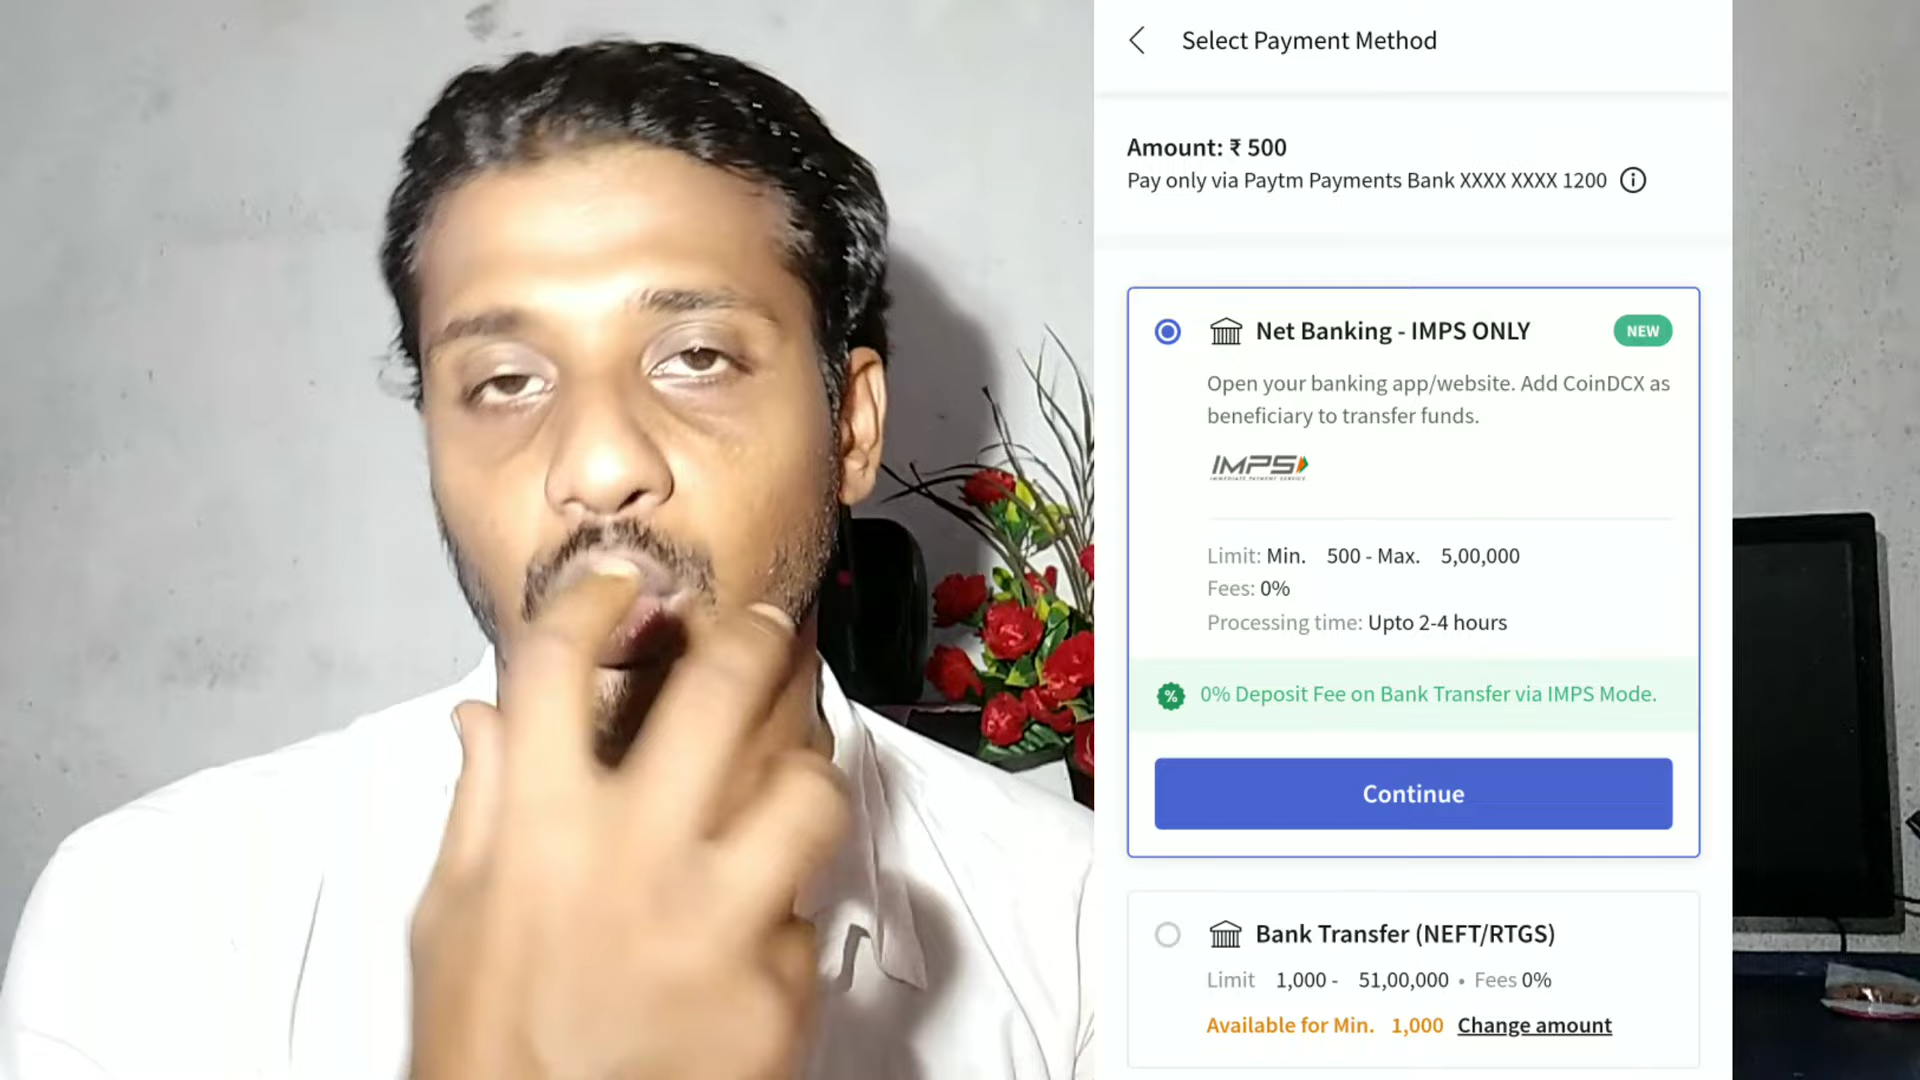 Select Payment Method
Amount: ₹ 500
Pay only via Paytm Payments Bank XXXX XXXX 1200
Net Banking - IMPS ONLY
NEW
Open your banking app/website. Add CoinDCX as
beneficiary to transfer funds.
IMPS
IMMEDIATE PAYMENT SERVICE
Limit: Min. 500 - Max. 5,00,000
Fees: 0%
Processing time: Upto 2-4 hours
% 0% Deposit Fee on Bank Transfer via IMPS Mode.
Continue
Bank Transfer (NEFT/RTGS)
Limit 1,000 - 51,00,000 • Fees 0%
Available for Min. 1,000 Change amount